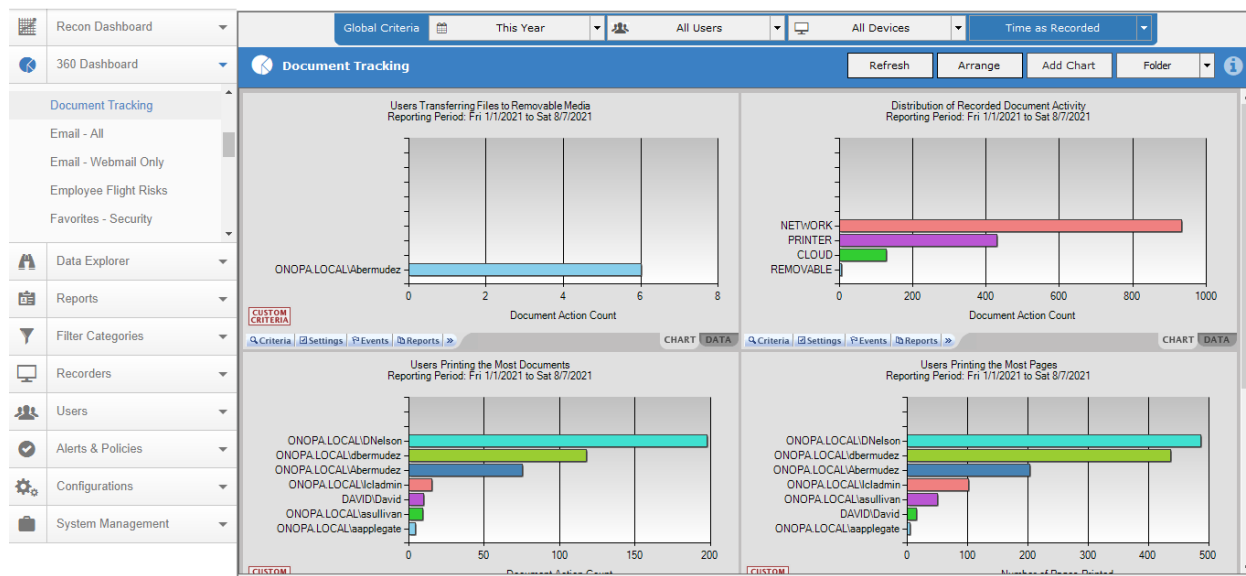 Recon Dashboard
360 Dashboard
Document Tracking
Email - All
Email - Webmail Only
Employee Flight Risks
Favorites - Security
Data Explorer
Reports
Filter Categories
Recorders
Users
Alerts & Policies
Configurations
System Management
Global Criteria This Year All Users All Devices Time as Recorded
Document Tracking Refresh Arrange Add Chart Folder
Users Transferring Files to Removable Media
Reporting Period: Fri 1/1/2021 to Sat 8/7/2021
ONOPA.LOCAL\Abermudez
0 2 4 6 8
Document Action Count
CUSTOM
CRITERIA
Criteria Settings Events Reports » CHART DATA
Distribution of Recorded Document Activity
Reporting Period: Fri 1/1/2021 to Sat 8/7/2021
NETWORK
PRINTER
CLOUD
REMOVABLE
0 200 400 600 800 1000
Document Action Count
Criteria Settings Events Reports » CHART DATA
Users Printing the Most Documents
Reporting Period: Fri 1/1/2021 to Sat 8/7/2021
ONOPA.LOCAL\DNelson
ONOPA.LOCAL\dbermudez
ONOPA.LOCAL\Abermudez
ONOPA.LOCAL\lcladmin
DAVID\David
ONOPA.LOCAL\asullivan
ONOPA.LOCAL\aapplegate
0 50 100 150 200
Document Action Count
CUSTOM
Users Printing the Most Pages
Reporting Period: Fri 1/1/2021 to Sat 8/7/2021
ONOPA.LOCAL\DNelson
ONOPA.LOCAL\dbermudez
ONOPA.LOCAL\Abermudez
ONOPA.LOCAL\lcladmin
ONOPA.LOCAL\asullivan
DAVID\David
ONOPA.LOCAL\aapplegate
0 100 200 300 400 500
Number of Pages Printed
CUSTOM